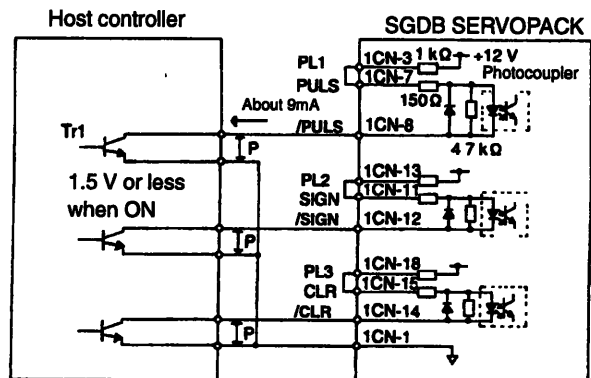 Host controller
SGDB SERVOPACK
1CN-3 1 kΩ +12 V
PL1
1CN-7
Photocoupler
PULS
About 9mA
150Ω
/PULS
1CN-8
Tr1
P
4 7 kΩ
1.5 V or less
when ON
1CN-13
PL2
1CN-11
SIGN
/SIGN
1CN-12
P
1CN-18
PL3
1CN-15
CLR
/CLR
1CN-14
P
1CN-1